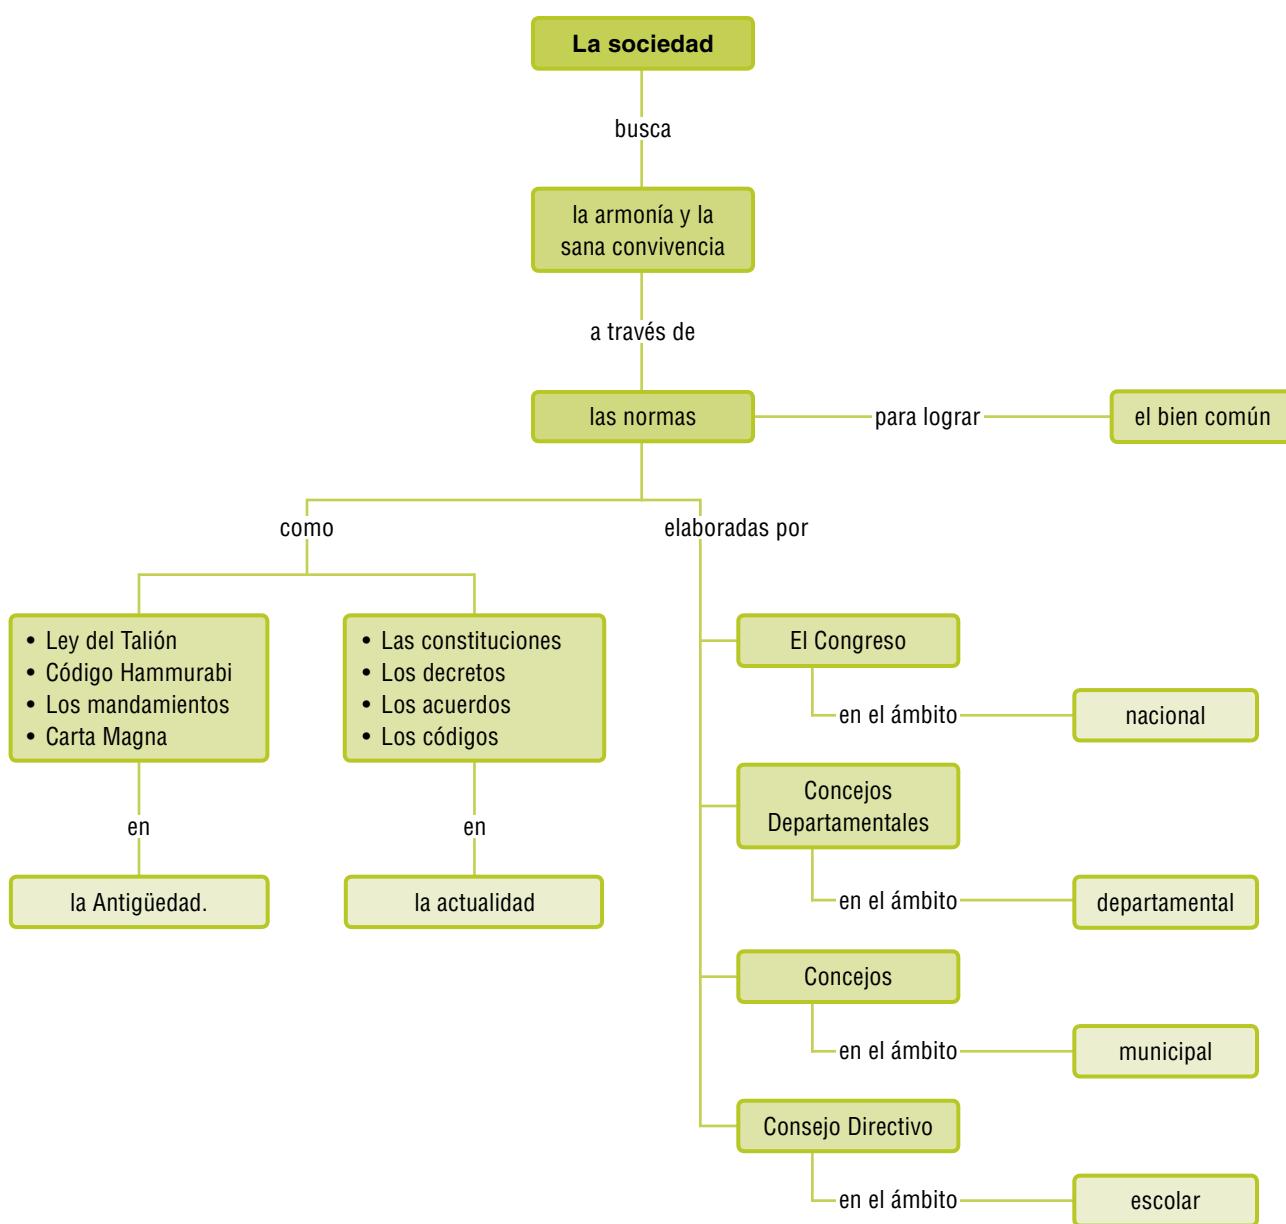 La sociedad
busca
la armonía y la
sana convivencia
a través de
las normas
para lograr
el bien común
como
elaboradas por
• Ley del Talión
• Código Hammurabi
• Los mandamientos
• Carta Magna
en
la Antigüedad.
• Las constituciones
• Los decretos
• Los acuerdos
• Los códigos
en
la actualidad
El Congreso
en el ámbito
nacional
Concejos
Departamentales
en el ámbito
departamental
Concejos
en el ámbito
municipal
Consejo Directivo
en el ámbito
escolar